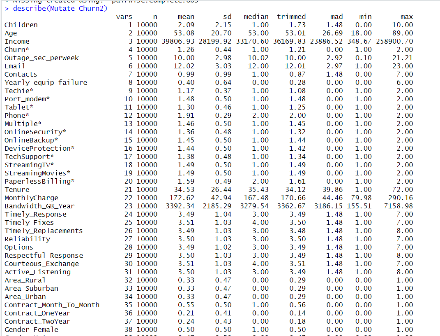 > describe(Mutate Churn2)
vars n mean sd median trimmed mad min max
1 10000 2.09 2.15 1.00 1.73 1.48 0.00 10.00
Age 2 10000 53.08 20.70 53.00 53.01 26.69 18.00 89.00
Income 3 10000 39806.93 28199.92 33170.60 348.67 258900.70
Churn* 4 10000 1.26 0.44 1.00 1.21 0.00 1.00 2.00
Outage_sec_perweek 5 10000 10.00 2.98 10.02 10.00 2.92 0.10 21.21
Email 6 10000 12.02 3.03 12.00 12.00 2.97 1.00 23.00
Contacts 7 10000 0.99 0.99 1.00 0.87 1.48 0.00 7.00
Yearly_equip_failure 8 10000 0.40 0.64 0.00 0.28 0.00 0.00 6.00
Techie* 9 10000 1.17 0.37 1.00 1.08 0.00 1.00 2.00
Port_modem* 10 10000 1.48 0.50 1.00 1.48 0.00 1.00 2.00
Tablet* 11 10000 1.30 0.46 1.00 1.25 0.00 1.00 2.00
Phone* 12 10000 1.91 0.29 2.00 2.00 0.00 1.00 2.00
Multiple* 13 10000 1.46 0.50 1.00 1.45 0.00 1.00 2.00
OnlineSecurity* 14 10000 1.36 0.48 1.00 1.32 0.00 1.00 2.00
OnlineBackup* 15 10000 1.45 0.50 1.00 1.44 0.00 1.00 2.00
DeviceProtection* 16 10000 1.44 0.50 1.00 1.42 0.00 1.00 2.00
TechSupport* 17 10000 1.38 0.48 1.00 1.34 0.00 1.00 2.00
StreamingTV* 18 10000 1.49 0.50 1.00 1.49 0.00 1.00 2.00
StreamingMovies* 19 10000 1.49 0.50 1.00 1.49 0.00 1.00 2.00
PaperlessBilling* 20 10000 1.59 0.49 2.00 1.61 0.00 1.00 2.00
Tenure 21 10000 34.53 26.44 35.43 34.12 39.86 1.00 72.00
MonthlyCharge 22 10000 172.62 42.94 167.48 170.66 44.46 79.98 290.16
Bandwidth_GB_Year 23 10000 3392.34 2185.29 3279.54 3362.67 3186.15 155.51 7158.98
Timely_Response 24 10000 3.49 1.04 3.00 3.49 1.48 1.00 7.00
Timely_Fixes 25 10000 3.51 1.03 4.00 3.50 1.48 1.00 7.00
Timely_Replacements 26 10000 3.49 1.03 3.00 3.48 1.48 1.00 8.00
Reliability 27 10000 3.50 1.03 3.00 3.50 1.48 1.00 7.00
Options 28 10000 3.49 1.02 3.00 3.49 1.48 1.00 7.00
Respectful_Response 29 10000 3.50 1.03 3.00 3.49 1.48 1.00 8.00
Courteous_Exchange 30 10000 3.51 1.03 4.00 3.51 1.48 1.00 7.00
Active_Listening 31 10000 3.50 1.03 3.00 3.49 1.48 1.00 8.00
Area_Rural 32 10000 0.33 0.47 0.00 0.29 0.00 0.00 1.00
Area_Suburban 33 10000 0.33 0.47 0.00 0.29 0.00 0.00 1.00
Area_Urban 34 10000 0.33 0.47 0.00 0.29 0.00 0.00 1.00
Contract_Month_To_Month 35 10000 0.55 0.50 1.00 0.56 0.00 0.00 1.00
Contract_OneYear 36 10000 0.21 0.41 0.00 0.14 0.00 0.00 1.00
Contract_TwoYear 37 10000 0.24 0.43 0.00 0.18 0.00 0.00 1.00
Gender_Female 38 10000 0.50 0.50 1.00 0.50 0.00 0.00 1.00